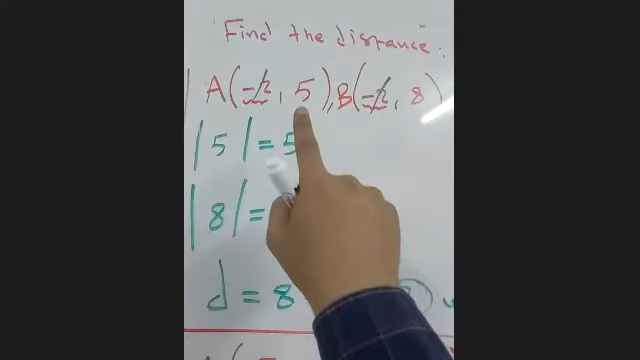 Find the distance.
A(-2, 5), B(-2, 8)
|5| = 5
|8| =
d = 8